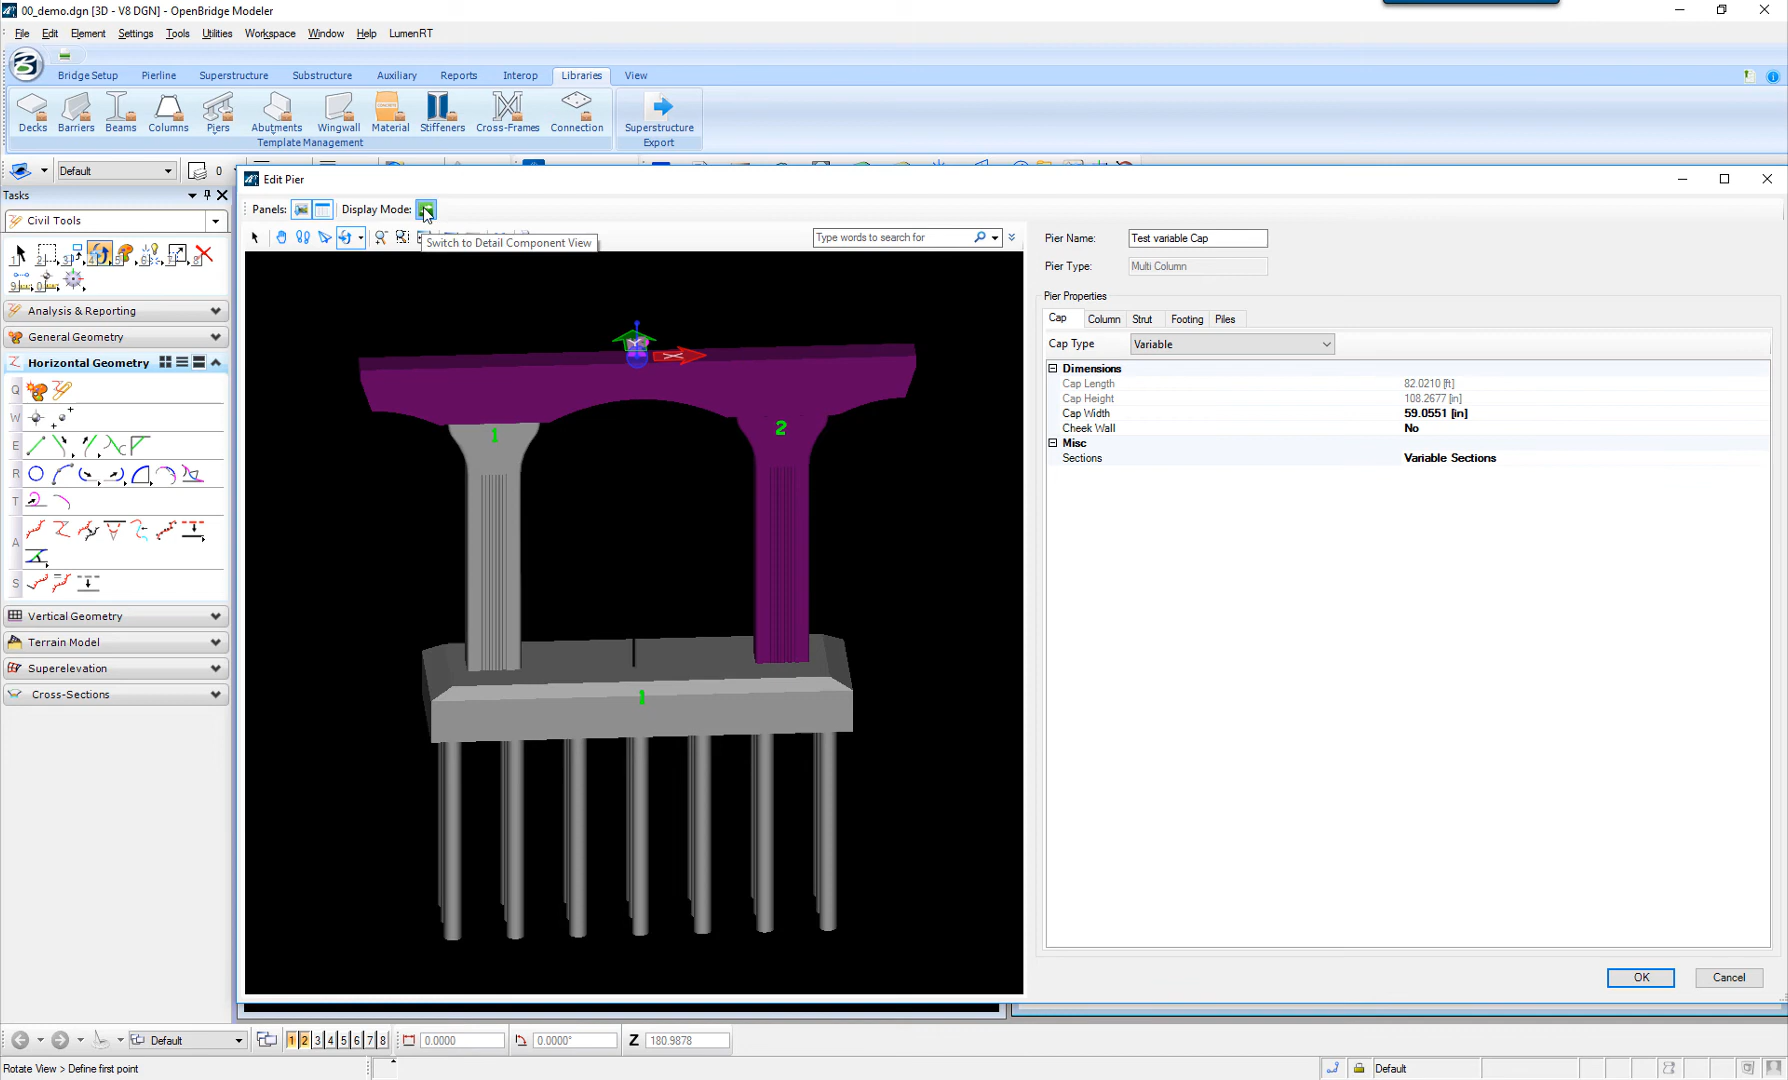 00_demo.dgn [3D - V8 DGN] - OpenBridge Modeler
File Edit Element Settings Tools Utilities Workspace Window Help LumenRT
Bridge Setup Pierline Superstructure Substructure Auxiliary Reports Interop Libraries View
Decks Barriers Beams Columns Piers Abutments Wingwall Material Stiffeners Cross-Frames Connection Superstructure
Template Management Export
Default 0
Edit Pier
Tasks
Panels: Display Mode:
Civil Tools
Switch to Detail Component View
Type words to search for
Pier Name: Test variable Cap
Pier Type: Multi Column
Pier Properties
Cap Column Strut Footing Piles
Cap Type Variable
Dimensions
Cap Length 82.0210 [ft]
Cap Height 108.2677 [in]
Cap Width 59.0551 [in]
Cheek Wall No
Misc
Sections Variable Sections
Analysis & Reporting
General Geometry
Horizontal Geometry
Q
W
E
R
T
A
S
Vertical Geometry
Terrain Model
Superelevation
Cross-Sections
1 2
1
OK Cancel
Default 1 2 3 4 5 6 7 8 0.0000 0.0000° Z 180.9878
Rotate View > Define first point
Default